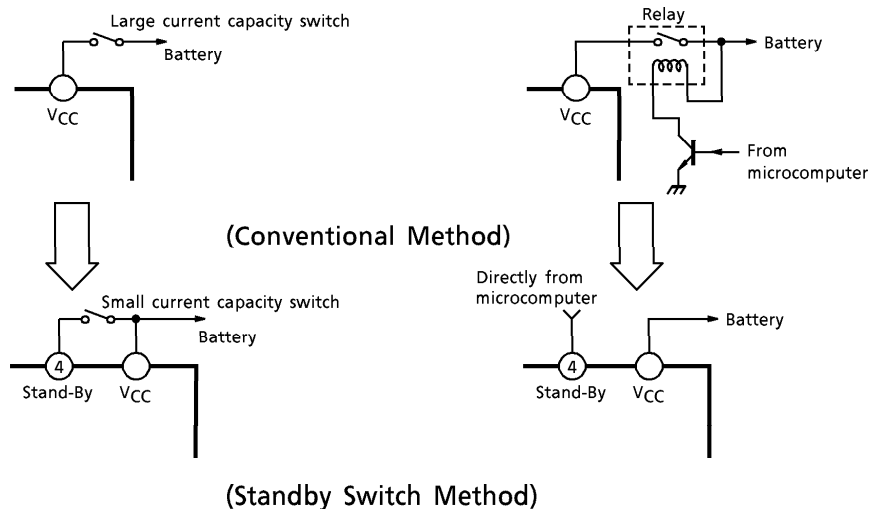 Large current capacity switch
Battery
VCC
Relay
Battery
VCC
From
microcomputer
(Conventional Method)
Small current capacity switch
Battery
4
Stand-By
VCC
Directly from
microcomputer
Battery
4
Stand-By
VCC
(Standby Switch Method)